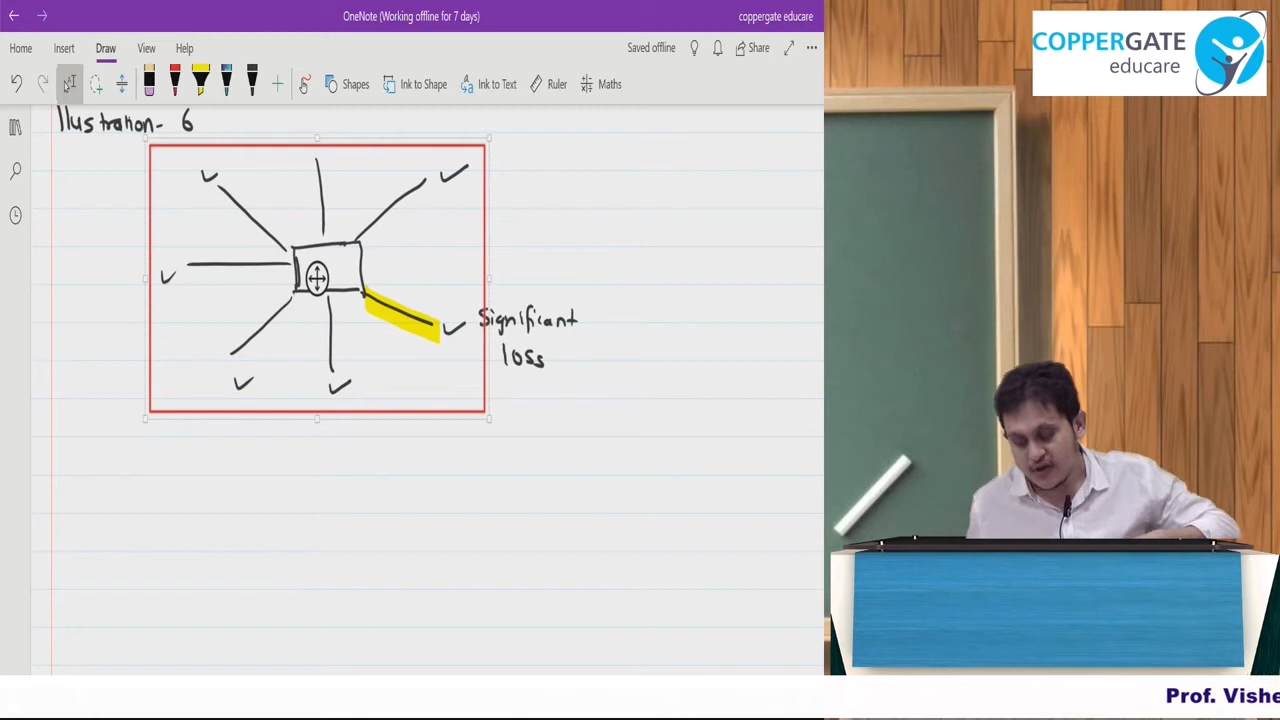 OneNote (Working offline for 7 days)
coppergate educare
Home Insert Draw View Help
Saved offline
Share
Shapes
Ink to Shape
Ink to Text
Ruler
Maths
Illustration- 6
Significant
loss
COPPERGATE
educare
Prof. Vishe